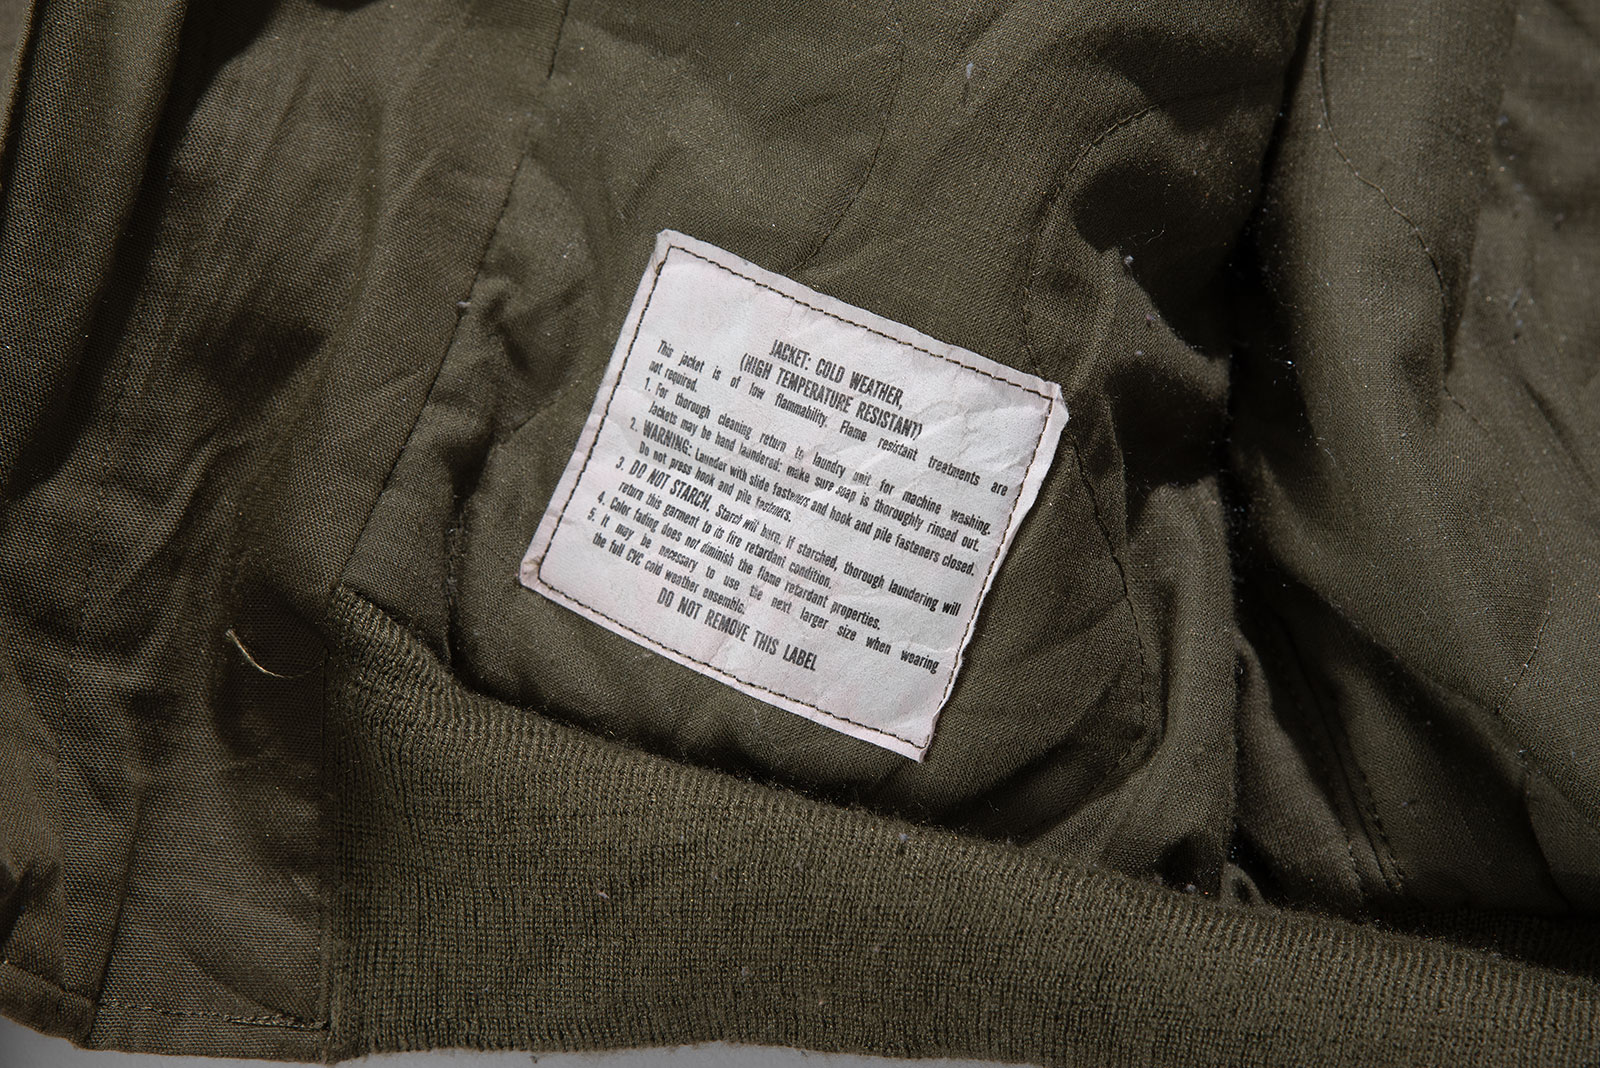 JACKET: COLD WEATHER,
(HIGH TEMPERATURE RESISTANT)
This jacket is of low flammability. Flame resistant treatments are
not required.
1. For thorough cleaning return to laundry unit for machine washing.
Jackets may be hand laundered: make sure soap is thoroughly rinsed out.
2. WARNING: Launder with slide fasteners and hook and pile fasteners closed.
Do not press hook and pile fasteners.
3. DO NOT STARCH. Starch will burn. If starched, thorough laundering will
return this garment to its fire retardant condition.
4. Color fading does not diminish the flame retardant properties.
5. It may be necessary to use the next larger size when wearing
the full CVC cold weather ensemble.
DO NOT REMOVE THIS LABEL